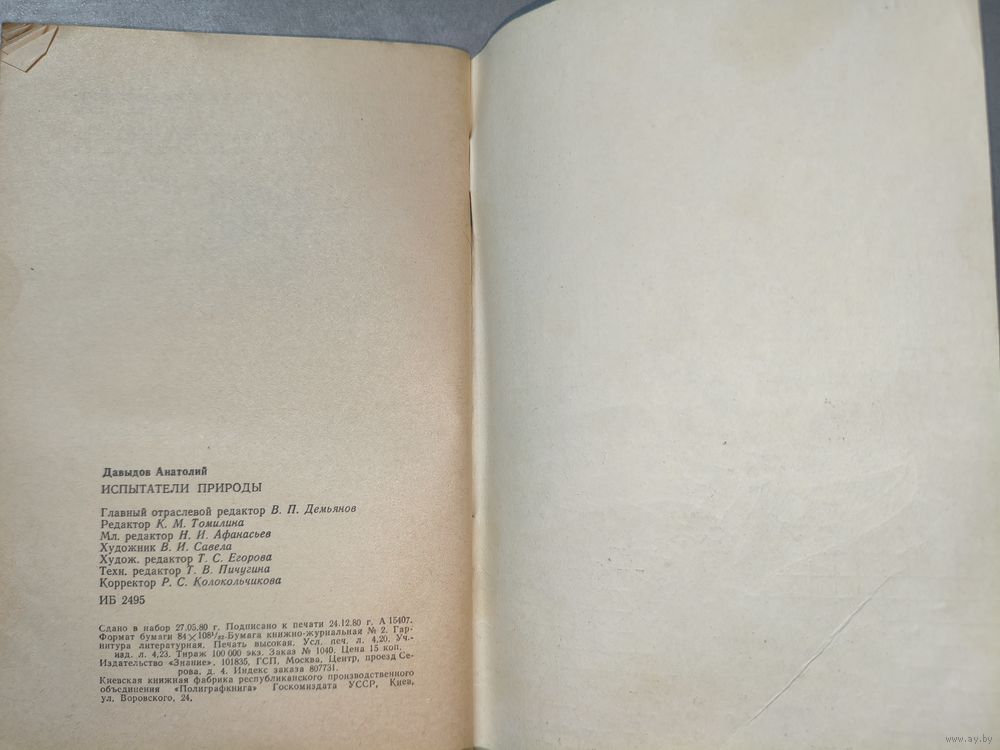 Давыдов Анатолий
ИСПЫТАТЕЛИ ПРИРОДЫ
Главный отраслевой редактор В. П. Демьянов
Редактор К. М. Томилина
Мл. редактор Н. И. Афанасьев
Художник В. И. Савела
Худож. редактор Т. С. Егорова
Техн. редактор Т. В. Пичугина
Корректор Р. С. Колокольчикова
ИБ 2495
Сдано в набор 27.05.80 г. Подписано к печати 24.12.80 г. А 15407.
Формат бумаги 84×108¹/₃₂. Бумага книжно-журнальная № 2. Гар-
нитура литературная. Печать высокая. Усл. печ. л. 4,20. Уч.-
изд. л. 4,23. Тираж 100 000 экз. Заказ № 1040. Цена 15 коп.
Издательство «Знание». 101835, ГСП, Москва, Центр, проезд Се-
рова, д. 4. Индекс заказа 807731.
Киевская книжная фабрика республиканского производственного
объединения «Полиграфкнига» Госкомиздата УССР, Киев,
ул. Воровского, 24.
www.ay.by